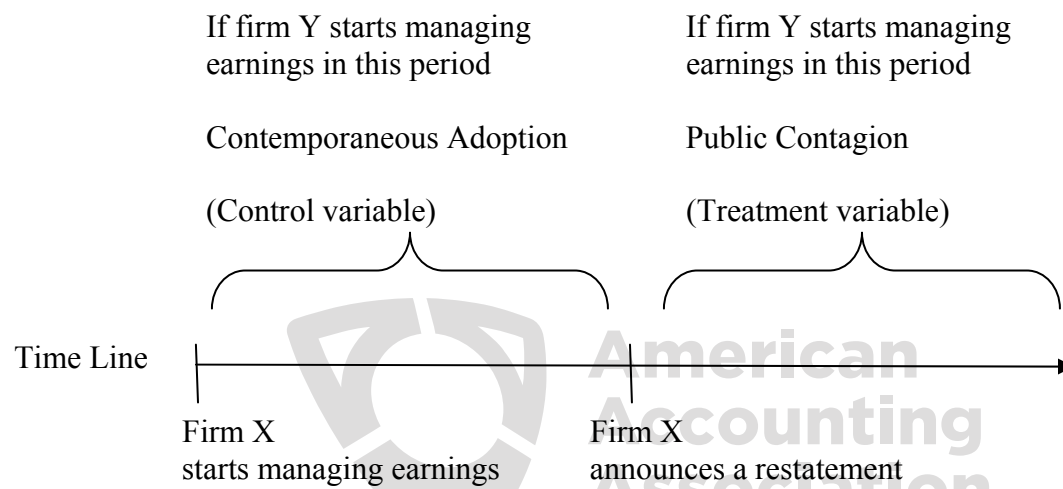 If firm Y starts managing
earnings in this period
Contemporaneous Adoption
(Control variable)
If firm Y starts managing
earnings in this period
Public Contagion
(Treatment variable)
Time Line
Firm X
starts managing earnings
Firm X
announces a restatement
American
Accounting
Association